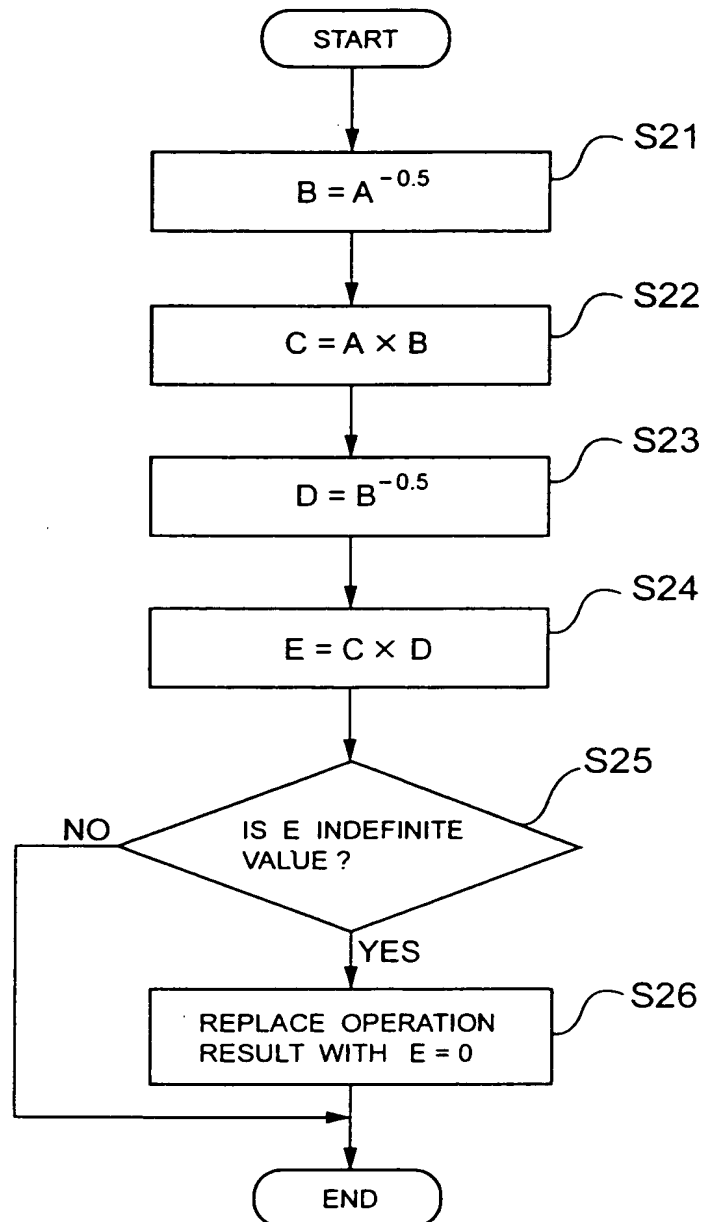 START
S21
B = A^-0.5
S22
C = A × B
S23
D = B^-0.5
S24
E = C × D
S25
NO
IS E INDEFINITE
VALUE ?
YES
S26
REPLACE OPERATION
RESULT WITH E = 0
END